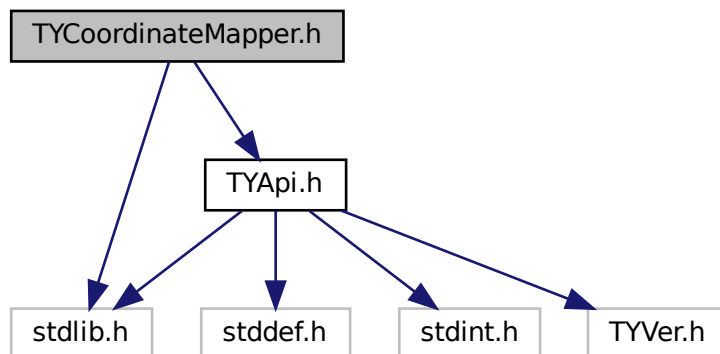 TYCoordinateMapper.h
TYApi.h
stdlib.h
stddef.h
stdint.h
TYVer.h